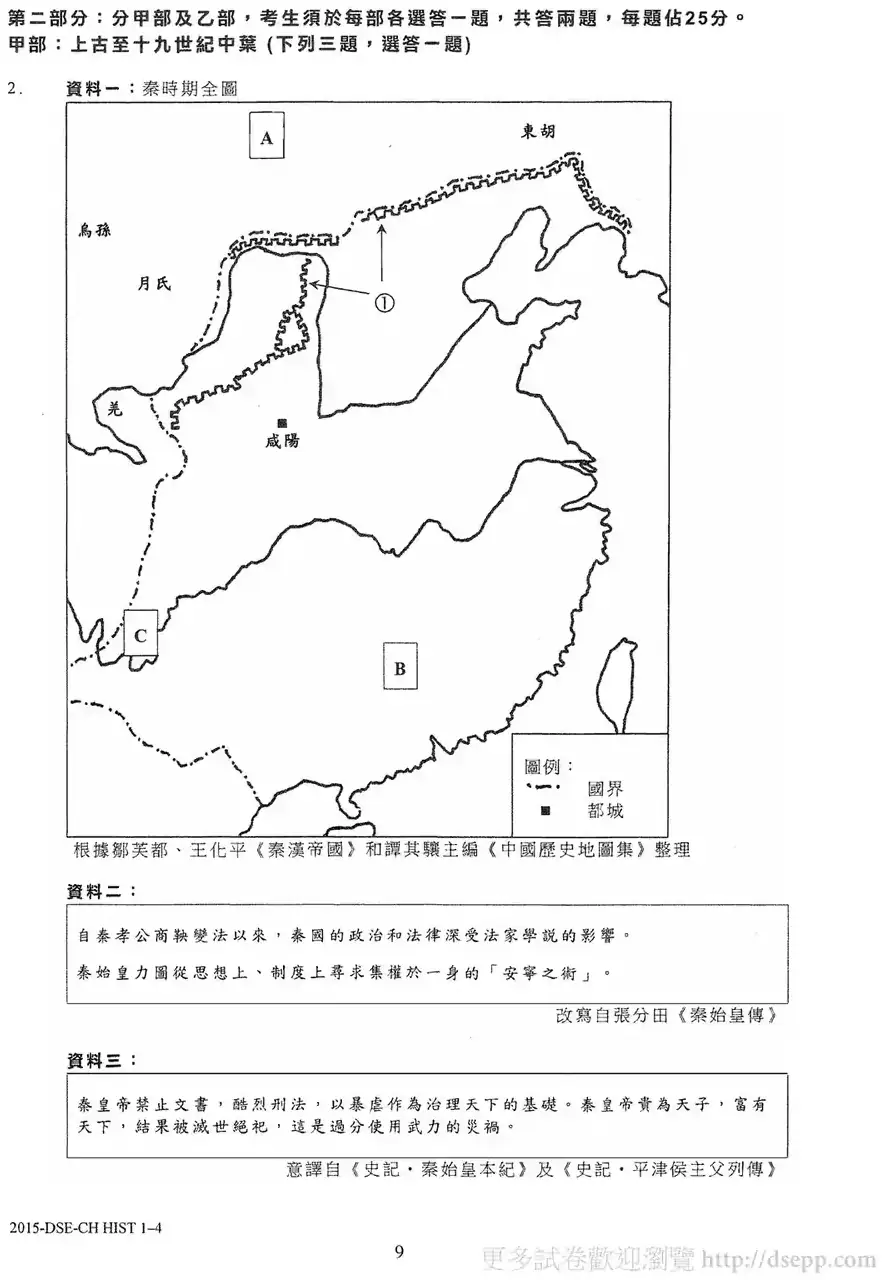 第二部分：分甲部及乙部，考生須於每部各選答一題，共答兩題，每題佔25分。
甲部：上古至十九世紀中葉 (下列三題，選答一題)
2. 資料一：秦時期全圖
A
東胡
烏孫
月氏
①
羌
咸陽
C
B
圖例：
國界
都城
根據鄒芙都、王化平《秦漢帝國》和譚其驤主編《中國歷史地圖集》整理
資料二：
自秦孝公商鞅變法以來，秦國的政治和法律深受法家學説的影響。
秦始皇力圖從思想上、制度上尋求集權於一身的「安寧之術」。
改寫自張分田《秦始皇傳》
資料三：
秦皇帝禁止文書，酷烈刑法，以暴虐作為治理天下的基礎。秦皇帝貴為天子，富有
天下，結果被滅世絕祀，這是過分使用武力的災禍。
意譯自《史記・秦始皇本紀》及《史記・平津侯主父列傳》
2015-DSE-CH HIST 1–4
9
更多試卷歡迎瀏覽 http://dsepp.com